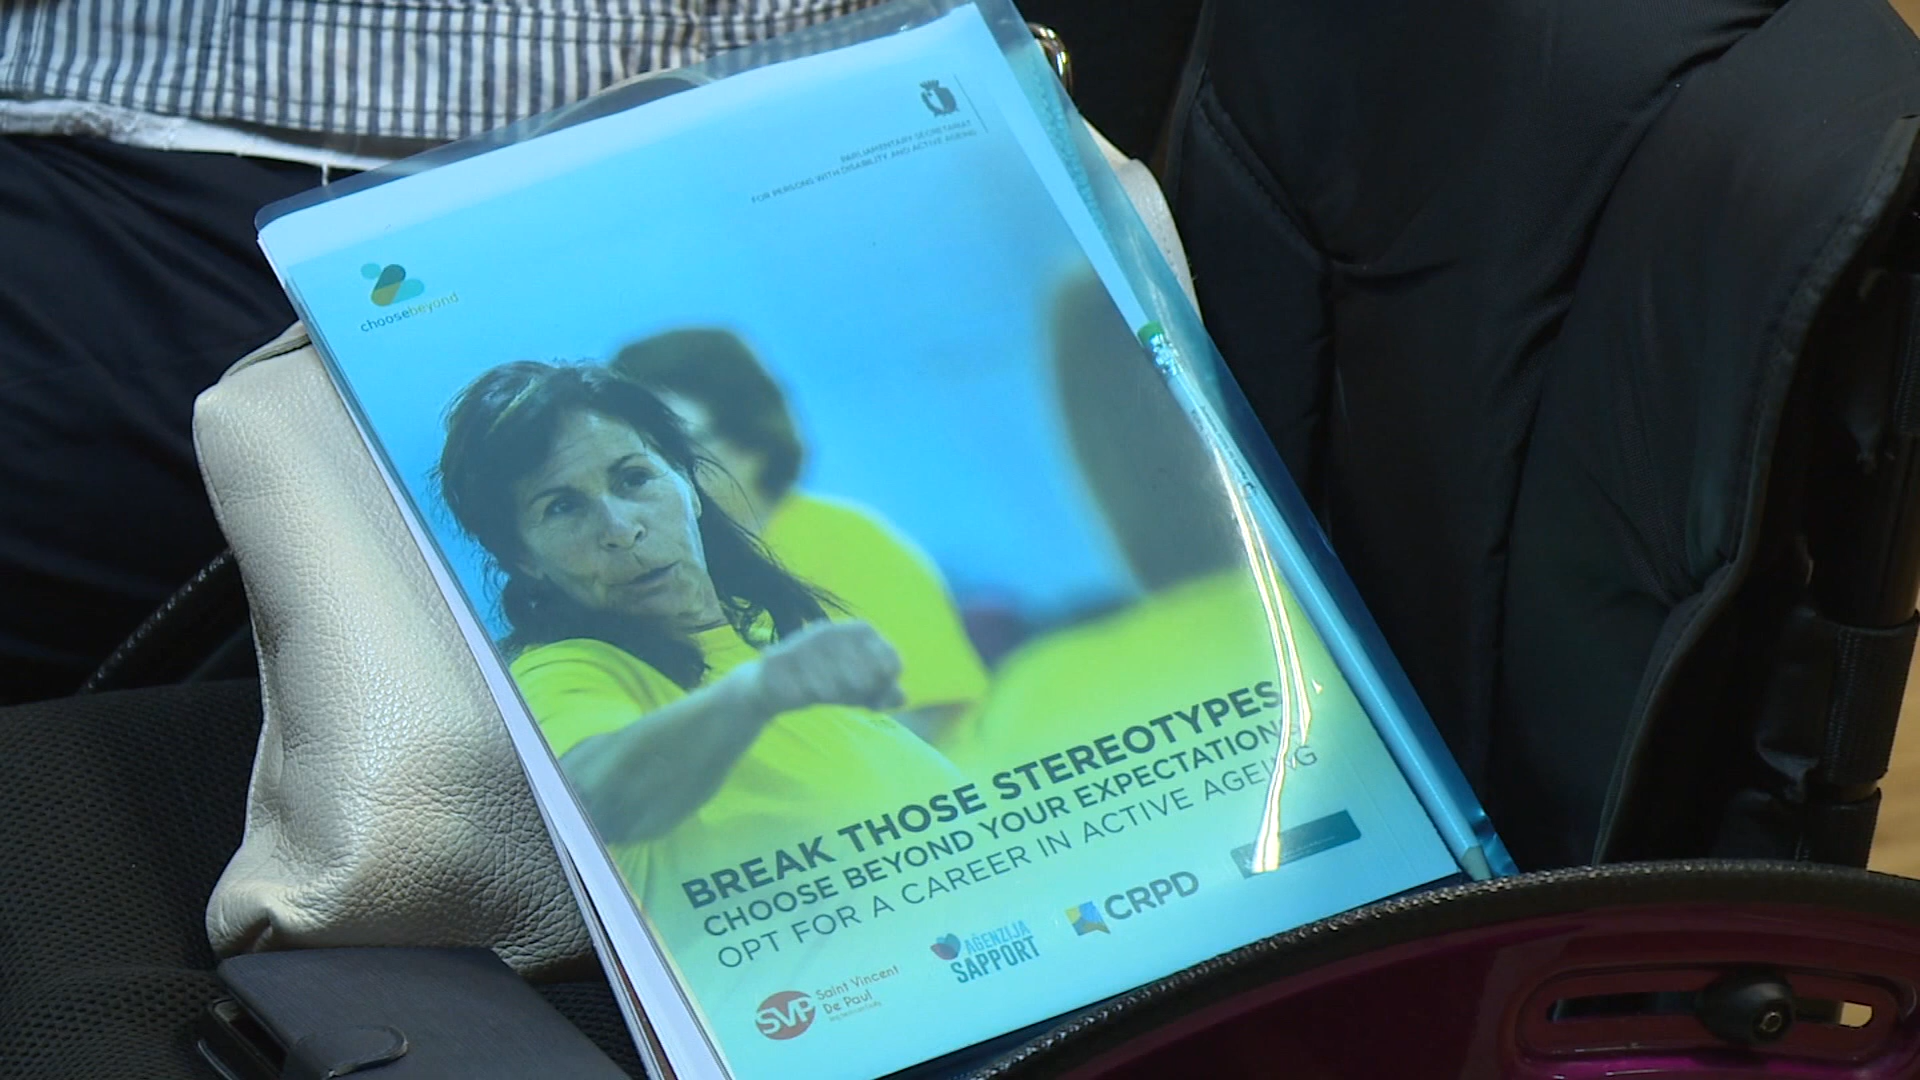 PARLIAMENTARY SECRETARIAT
FOR PERSONS WITH DISABILITY AND ACTIVE AGEING
choosebeyond
BREAK THOSE STEREOTYPES
CHOOSE BEYOND YOUR EXPECTATIONS
OPT FOR A CAREER IN ACTIVE AGEING
SVP Saint Vincent
De Paul
AĠENZIJA
SAPPORT
CRPD